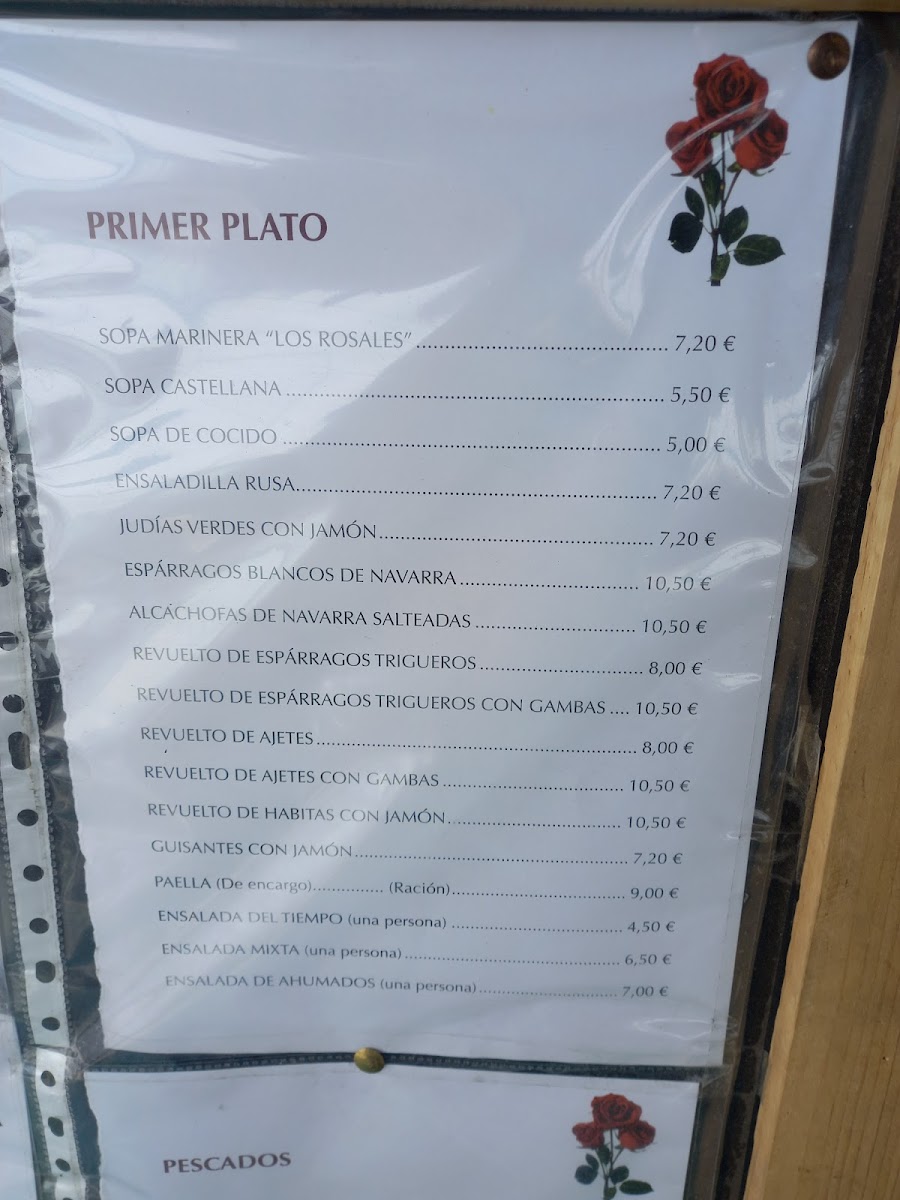 PRIMER PLATO
SOPA MARINERA “LOS ROSALES” ........................................ 7,20 €
SOPA CASTELLANA ............................................................ 5,50 €
SOPA DE COCIDO ............................................................ 5,00 €
ENSALADILLA RUSA............................................................ 7,20 €
JUDÍAS VERDES CON JAMÓN............................................. 7,20 €
ESPÁRRAGOS BLANCOS DE NAVARRA.............................. 10,50 €
ALCÁCHOFAS DE NAVARRA SALTEADAS ........................... 10,50 €
REVUELTO DE ESPÁRRAGOS TRIGUEROS............................ 8,00 €
REVUELTO DE ESPÁRRAGOS TRIGUEROS CON GAMBAS .... 10,50 €
REVUELTO DE AJETES......................................................... 8,00 €
REVUELTO DE AJETES CON GAMBAS ................................. 10,50 €
REVUELTO DE HABITAS CON JAMÓN................................ 10,50 €
GUISANTES CON JAMÓN.................................................... 7,20 €
PAELLA (De encargo).............. (Ración)................................. 9,00 €
ENSALADA DEL TIEMPO (una persona) ................................. 4,50 €
ENSALADA MIXTA (una persona)........................................... 6,50 €
ENSALADA DE AHUMADOS (una persona)............................ 7,00 €
PESCADOS